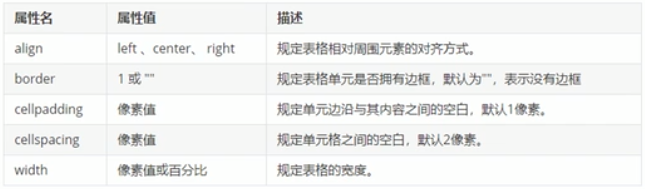 属性名 属性值 描述
align left 、center、 right 规定表格相对周围元素的对齐方式。
border 1 或 "" 规定表格单元是否拥有边框，默认为""，表示没有边框
cellpadding 像素值 规定单元边沿与其内容之间的空白，默认1像素。
cellspacing 像素值 规定单元格之间的空白，默认2像素。
width 像素值或百分比 规定表格的宽度。